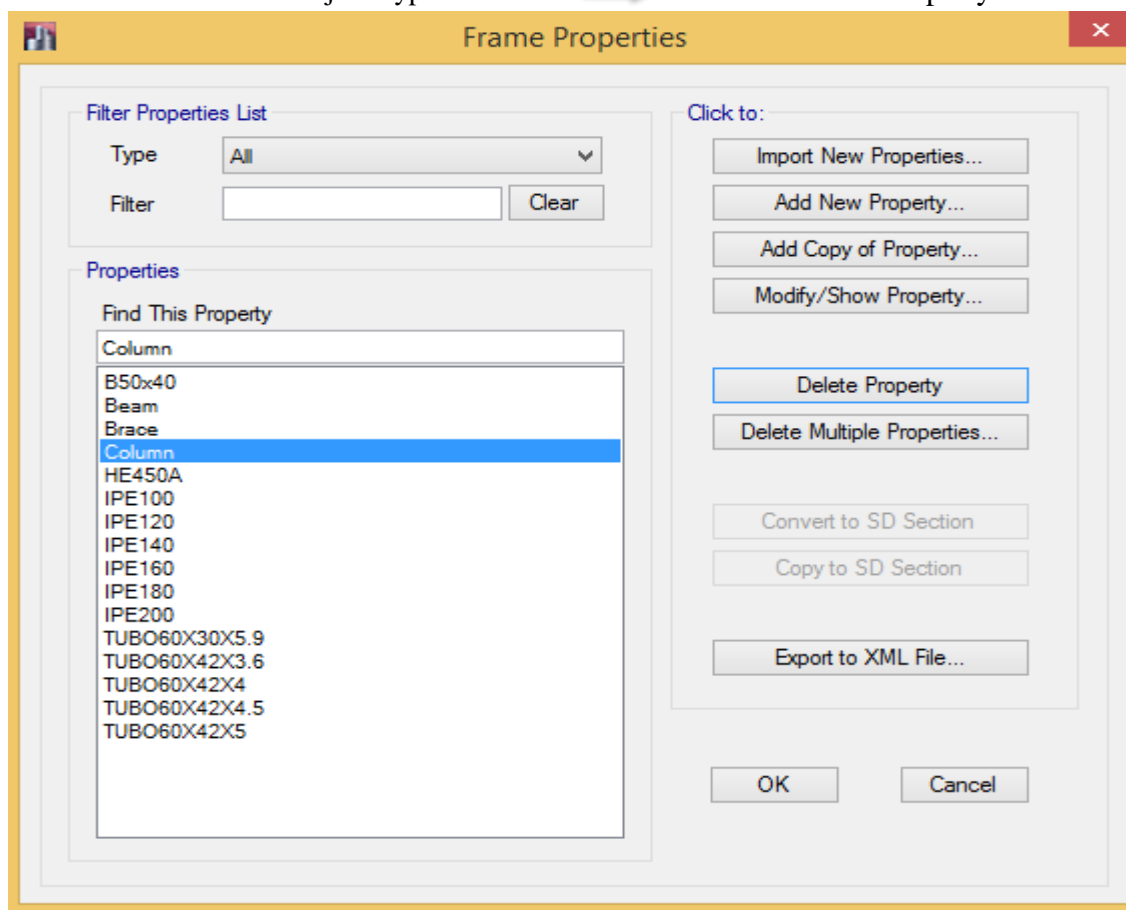 Frame Properties
Filter Properties List
Type All
Filter Clear
Properties
Find This Property
Column
B50x40
Beam
Brace
Column
HE450A
IPE100
IPE120
IPE140
IPE160
IPE180
IPE200
TUBO60X30X5.9
TUBO60X42X3.6
TUBO60X42X4
TUBO60X42X4.5
TUBO60X42X5
Click to:
Import New Properties...
Add New Property...
Add Copy of Property...
Modify/Show Property...
Delete Property
Delete Multiple Properties...
Convert to SD Section
Copy to SD Section
Export to XML File...
OK Cancel